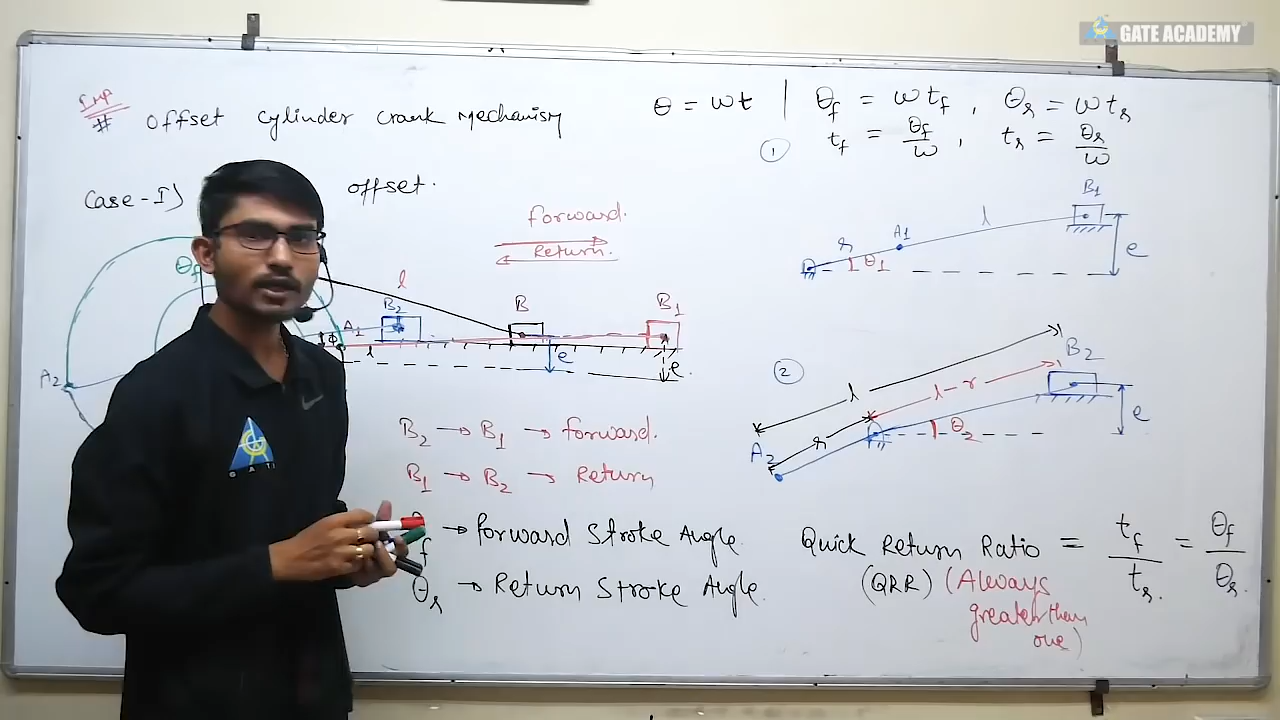 GATE ACADEMY
Imp
# offset cylinder crank Mechanism
θ = ωt | θf = ωtf , θr = ωtr
① tf = θf/ω , tr = θr/ω
Case-I) offset.
forward.
Return.
B1
l
A1
r
θ1
e
θf
l
B2
B
B1
A1
ϕ
l
e
e
A2
②
l
l-r
B2
r
θ2
e
A2
B2 → B1 → forward.
B1 → B2 → Return
f → forward Stroke Angle.
θr → Return Stroke Angle.
Quick Return Ratio = tf/tr. = θf/θr.
(QRR) (Always
greater than
one)
GATE